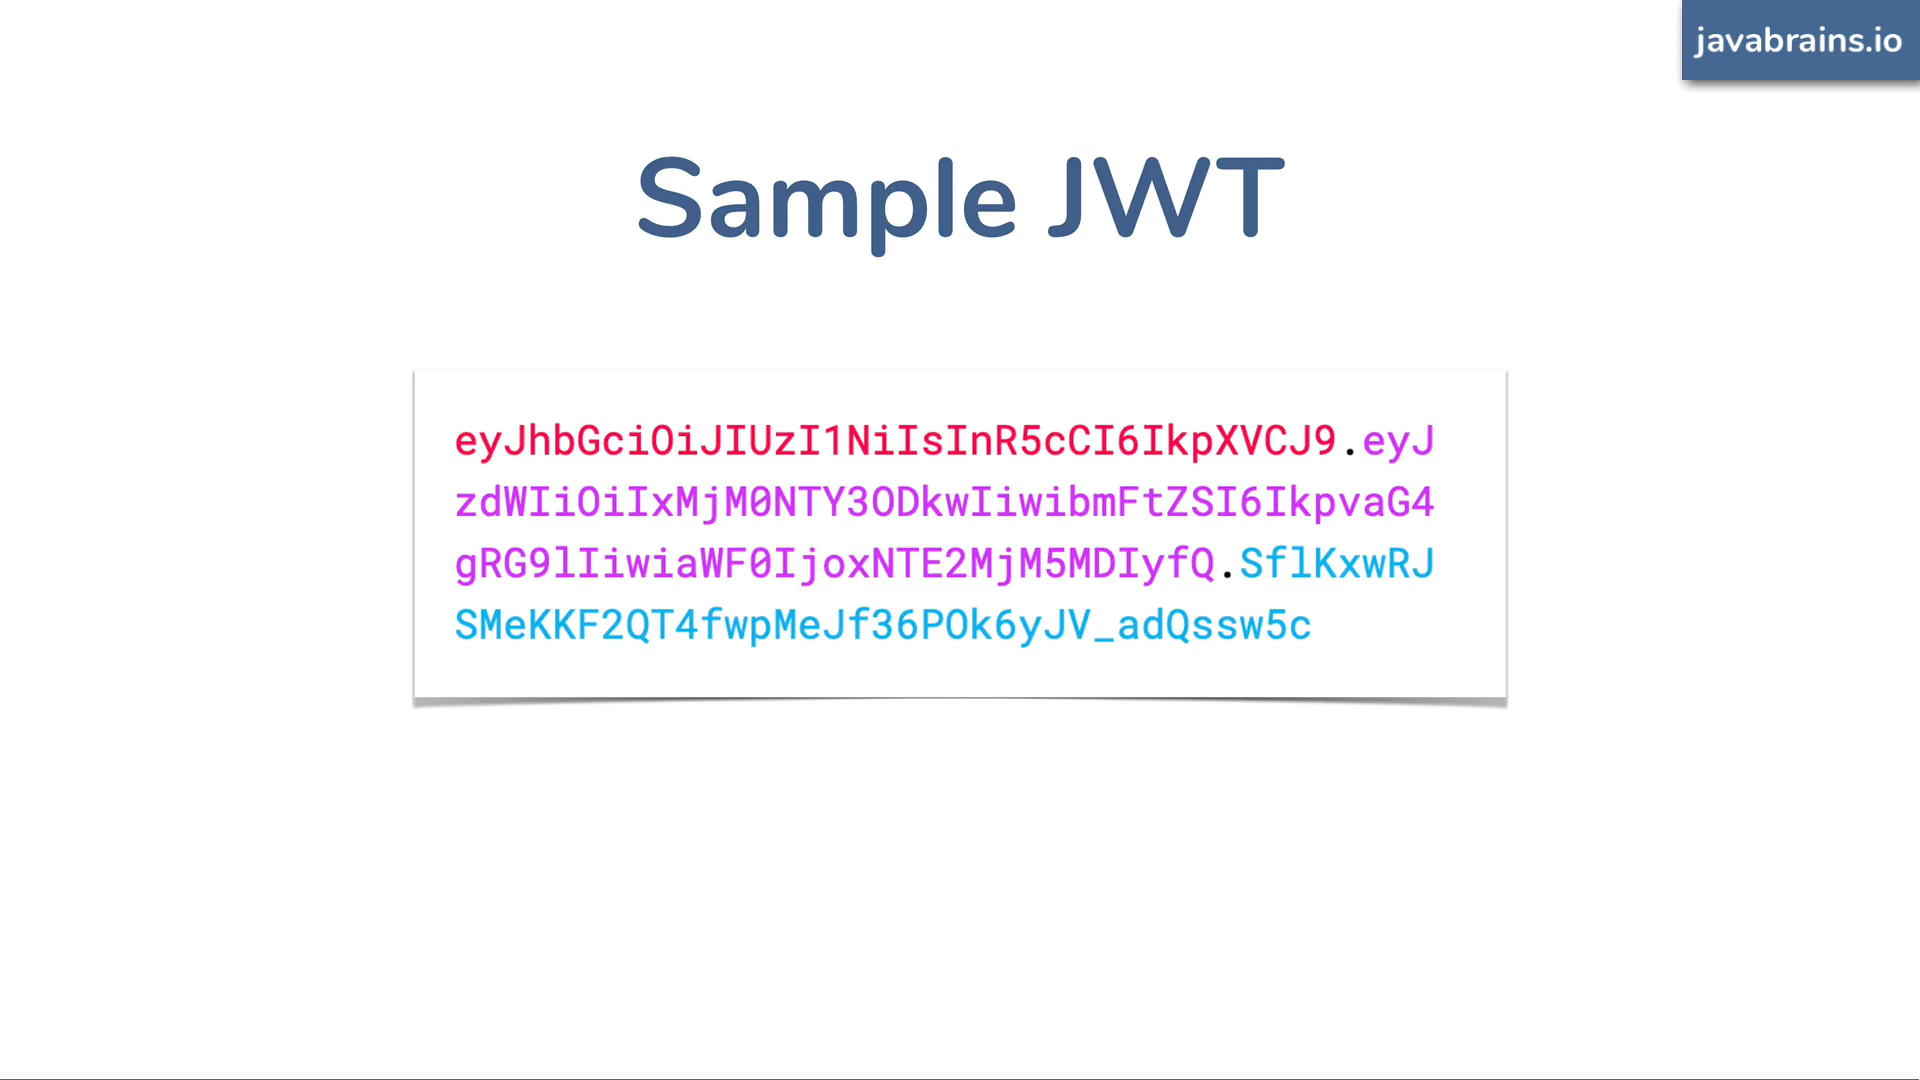 javabrains.io
Sample JWT
eyJhbGciOiJIUzI1NiIsInR5cCI6IkpXVCJ9.eyJ
zdWIiOiIxMjM0NTY3ODkwIiwibmFtZSI6IkpvaG4
gRG9lIiwiaWF0IjoxNTE2MjM5MDIyfQ.SflKxwRJ
SMeKKF2QT4fwpMeJf36POk6yJV_adQssw5c